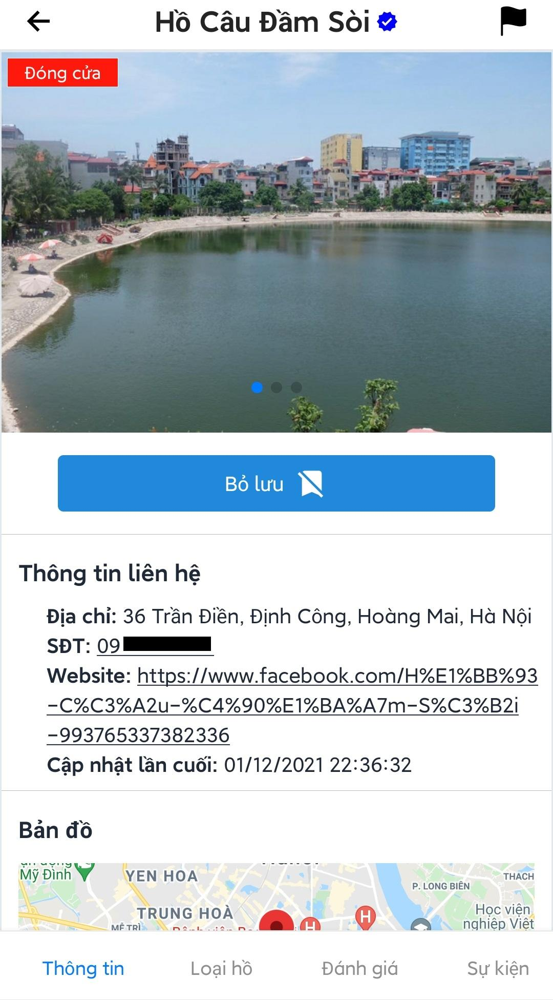 Hồ Câu Đầm Sòi
Đóng cửa
Bỏ lưu
Thông tin liên hệ
Địa chỉ: 36 Trần Điền, Định Công, Hoàng Mai, Hà Nội
SĐT: 09
Website: https://www.facebook.com/H%E1%BB%93
-C%C3%A2u-%C4%90%E1%BA%A7m-S%C3%B2i
-993765337382336
Cập nhật lần cuối: 01/12/2021 22:36:32
Bản đồ
Mỹ Đình
YEN HOA
THACH
P. LONG BIÊN
TRUNG HOÀ
H
Học viện
MỄ TRÌ
H
nghiệp Việt
Thông tin
Loại hồ
Đánh giá
Sự kiện